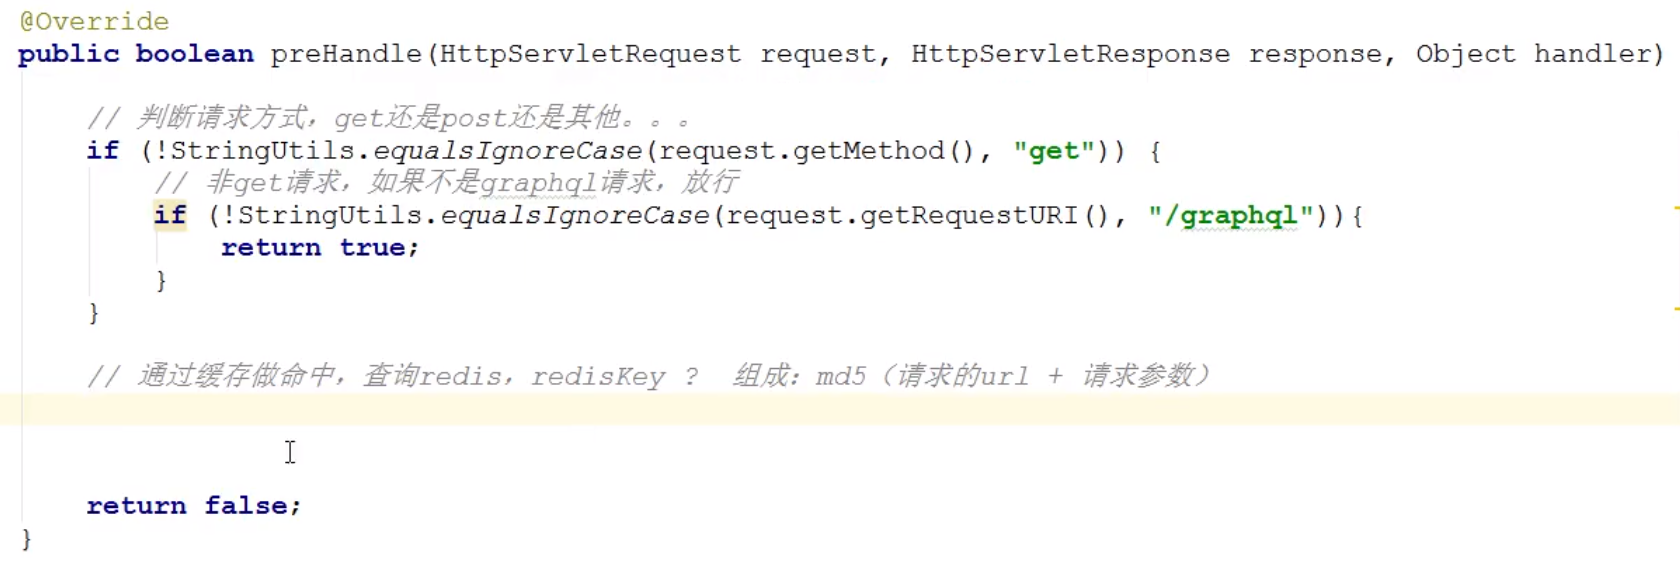 @Override
public boolean preHandle(HttpServletRequest request, HttpServletResponse response, Object handler)
// 判断请求方式，get还是post还是其他。。。
if (!StringUtils.equalsIgnoreCase(request.getMethod(), "get")) {
// 非get请求，如果不是graphql请求，放行
if (!StringUtils.equalsIgnoreCase(request.getRequestURI(), "/graphql")){
return true;
}
}
// 通过缓存做命中，查询redis，redisKey ？ 组成：md5（请求的url + 请求参数）
return false;
}